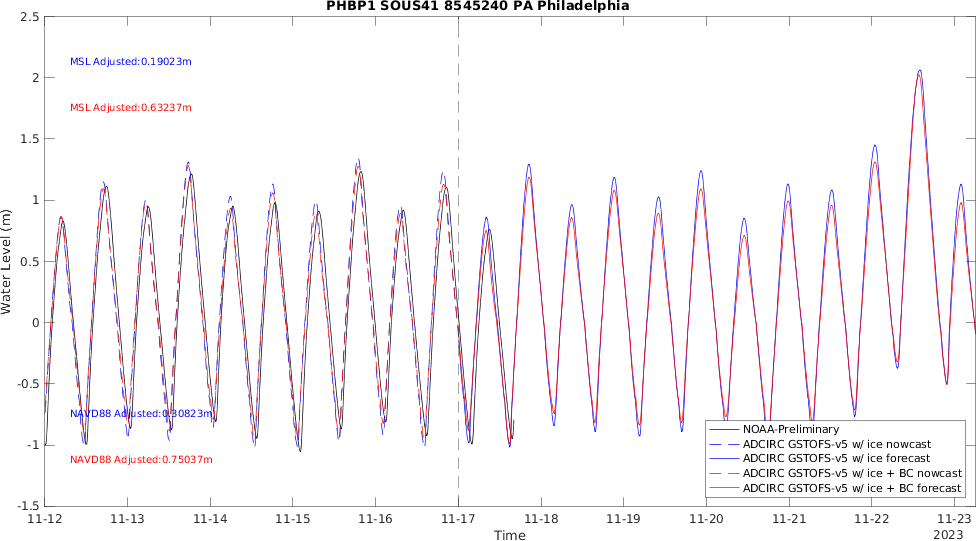 PHBP1 SOUS41 8545240 PA Philadelphia
2.5
2
1.5
1
0.5
0
-0.5
-1
-1.5
Water Level (m)
MSL Adjusted:0.19023m
MSL Adjusted:0.63237m
NAVD88 Adjusted:0.30823m
NAVD88 Adjusted:0.75037m
NOAA-Preliminary
ADCIRC GSTOFS-v5 w/ ice nowcast
ADCIRC GSTOFS-v5 w/ ice forecast
ADCIRC GSTOFS-v5 w/ ice + BC nowcast
ADCIRC GSTOFS-v5 w/ ice + BC forecast
11-12 11-13 11-14 11-15 11-16 11-17 11-18 11-19 11-20 11-21 11-22 11-23
Time
2023